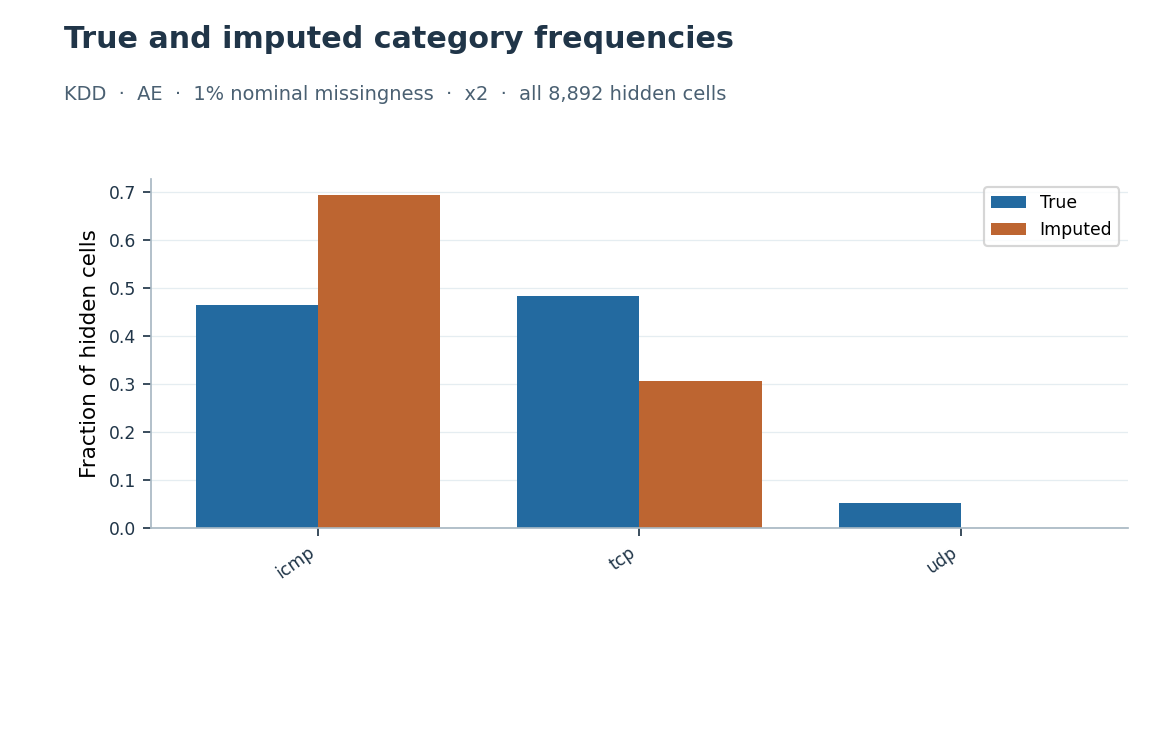 True and imputed category frequencies
KDD · AE · 1% nominal missingness · x2 · all 8,892 hidden cells
Fraction of hidden cells
0.7
0.6
0.5
0.4
0.3
0.2
0.1
0.0
True
Imputed
icmp
tcp
udp